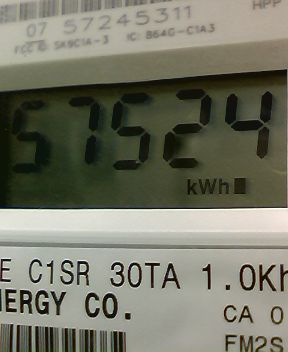 HPP
07 57245311
FCC ID: SK9C1A-3 IC: 864G-C1A3
57524
kWh
E C1SR 30TA 1.0Kh
NERGY CO.
CA 0
FM2S